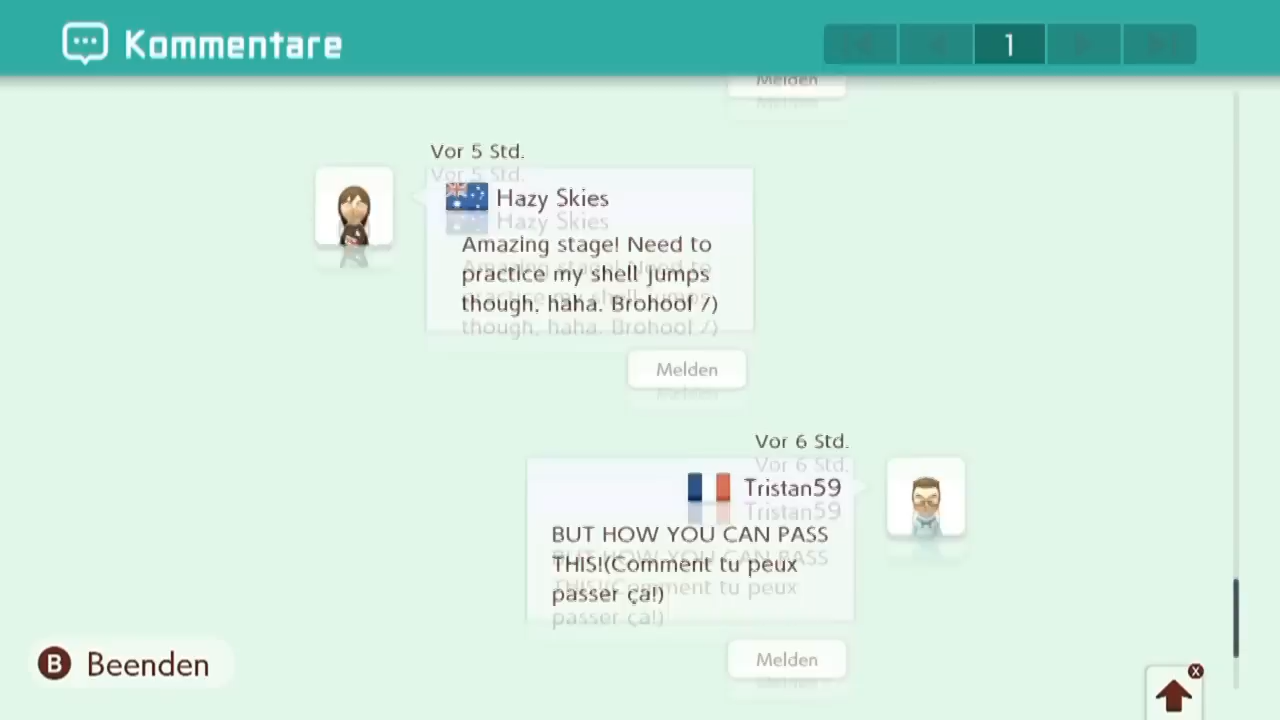 Kommentare
1
Melden
Vor 5 Std.
Hazy Skies
Amazing stage! Need to
practice my shell jumps
though, haha. Brohoof /)
Melden
Vor 6 Std.
Tristan59
BUT HOW YOU CAN PASS
THIS!(Comment tu peux
passer ça!)
Melden
B Beenden
X